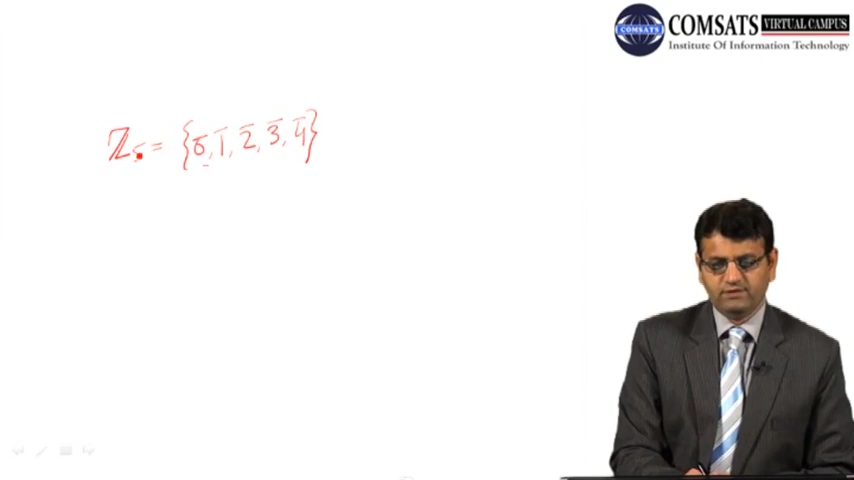 COMSATS VIRTUAL CAMPUS
COMSATS
Institute Of Information Technology
ℤ₅ = {0̅, 1̅, 2̅, 3̅, 4̅}